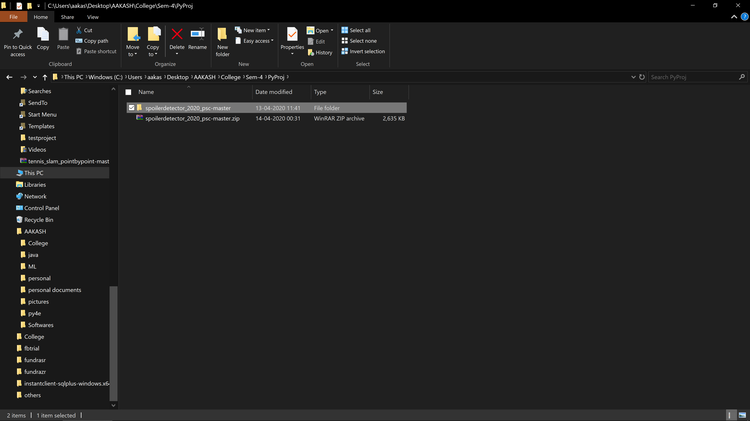 C:\Users\aakas\Desktop\AAKASH\College\Sem-4\PyProj
File Home Share View
Pin to Quick access
Copy
Paste
Cut
Copy path
Paste shortcut
Clipboard
Move to
Copy to
Delete
Rename
Organize
New folder
New item
Easy access
New
Properties
Open
Edit
History
Open
Select all
Select none
Invert selection
Select
This PC › Windows (C:) › Users › aakas › Desktop › AAKASH › College › Sem-4 › PyProj ›
Search PyProj
Name Date modified Type Size
spoilerdetector_2020_psc-master 13-04-2020 11:41 File folder
spoilerdetector_2020_psc-master.zip 14-04-2020 00:31 WinRAR ZIP archive 2,635 KB
Searches
SendTo
Start Menu
Templates
testproject
Videos
tennis_slam_pointbypoint-mast
This PC
Libraries
Network
Control Panel
Recycle Bin
AAKASH
College
java
ML
personal
personal documents
pictures
py4e
Softwares
College
fbtrial
fundrasr
fundrazr
instantclient-sqlplus-windows.x6
others
2 items 1 item selected